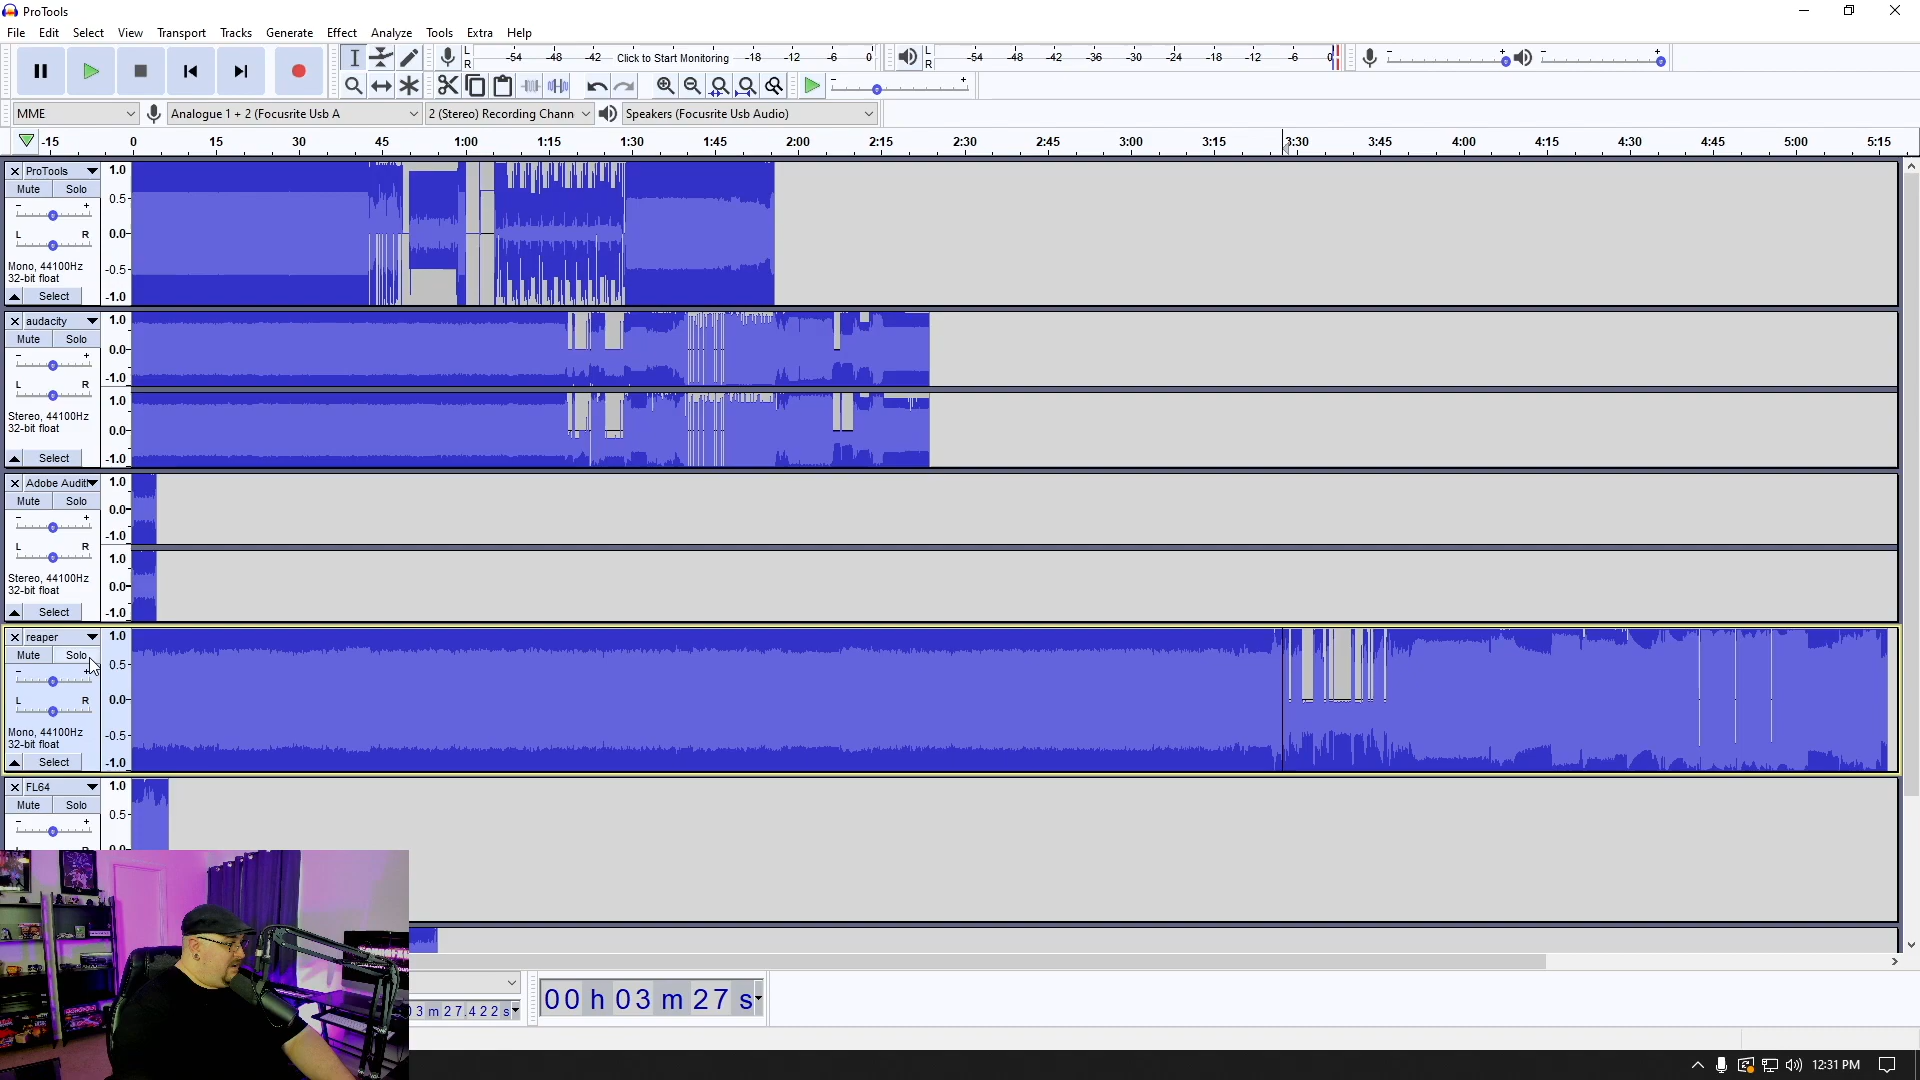 ProTools
File Edit Select View Transport Tracks Generate Effect Analyze Tools Extra Help
L R -54 -48 -42 Click to Start Monitoring -18 -12 -6 0
L R -54 -48 -42 -36 -30 -24 -18 -12 -6 0
- + - +
- +
MME Analogue 1 + 2 (Focusrite Usb A 2 (Stereo) Recording Chann Speakers (Focusrite Usb Audio)
-15 0 15 30 45 1:00 1:15 1:30 1:45 2:00 2:15 2:30 2:45 3:00 3:15 3:30 3:45 4:00 4:15 4:30 4:45 5:00 5:15
ProTools 1.0
Mute Solo 0.5
- +
L R 0.0
Mono, 44100Hz -0.5
32-bit float
Select -1.0
audacity 1.0
Mute Solo 0.0
- +
L R -1.0
Stereo, 44100Hz 1.0
32-bit float 0.0
Select -1.0
Adobe Auditi 1.0
Mute Solo 0.0
- + -1.0
L R 1.0
Stereo, 44100Hz 0.0
32-bit float
Select -1.0
reaper 1.0
Mute Solo 0.5
- +
L R 0.0
Mono, 44100Hz -0.5
32-bit float
Select -1.0
FL64 1.0
Mute Solo 0.5
- +
00 h 03 m 27 s
3 m 27.422 s
12:31 PM